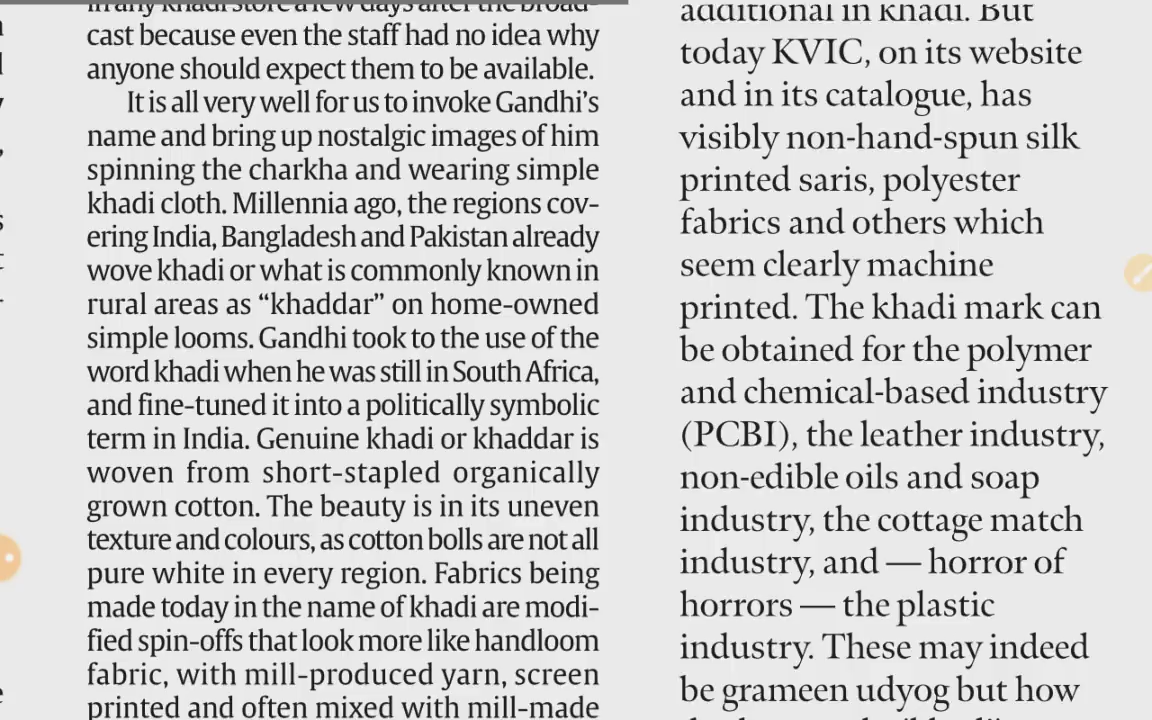 in any khadi store a few days after the broad-
cast because even the staff had no idea why
anyone should expect them to be available.
It is all very well for us to invoke Gandhi's
name and bring up nostalgic images of him
spinning the charkha and wearing simple
khadi cloth. Millennia ago, the regions cov-
ering India, Bangladesh and Pakistan already
wove khadi or what is commonly known in
rural areas as “khaddar” on home-owned
simple looms. Gandhi took to the use of the
word khadi when he was still in South Africa,
and fine-tuned it into a politically symbolic
term in India. Genuine khadi or khaddar is
woven from short-stapled organically
grown cotton. The beauty is in its uneven
texture and colours, as cotton bolls are not all
pure white in every region. Fabrics being
made today in the name of khadi are modi-
fied spin-offs that look more like handloom
fabric, with mill-produced yarn, screen
printed and often mixed with mill-made
additional in khadi. But
today KVIC, on its website
and in its catalogue, has
visibly non-hand-spun silk
printed saris, polyester
fabrics and others which
seem clearly machine
printed. The khadi mark can
be obtained for the polymer
and chemical-based industry
(PCBI), the leather industry,
non-edible oils and soap
industry, the cottage match
industry, and — horror of
horrors — the plastic
industry. These may indeed
be grameen udyog but how